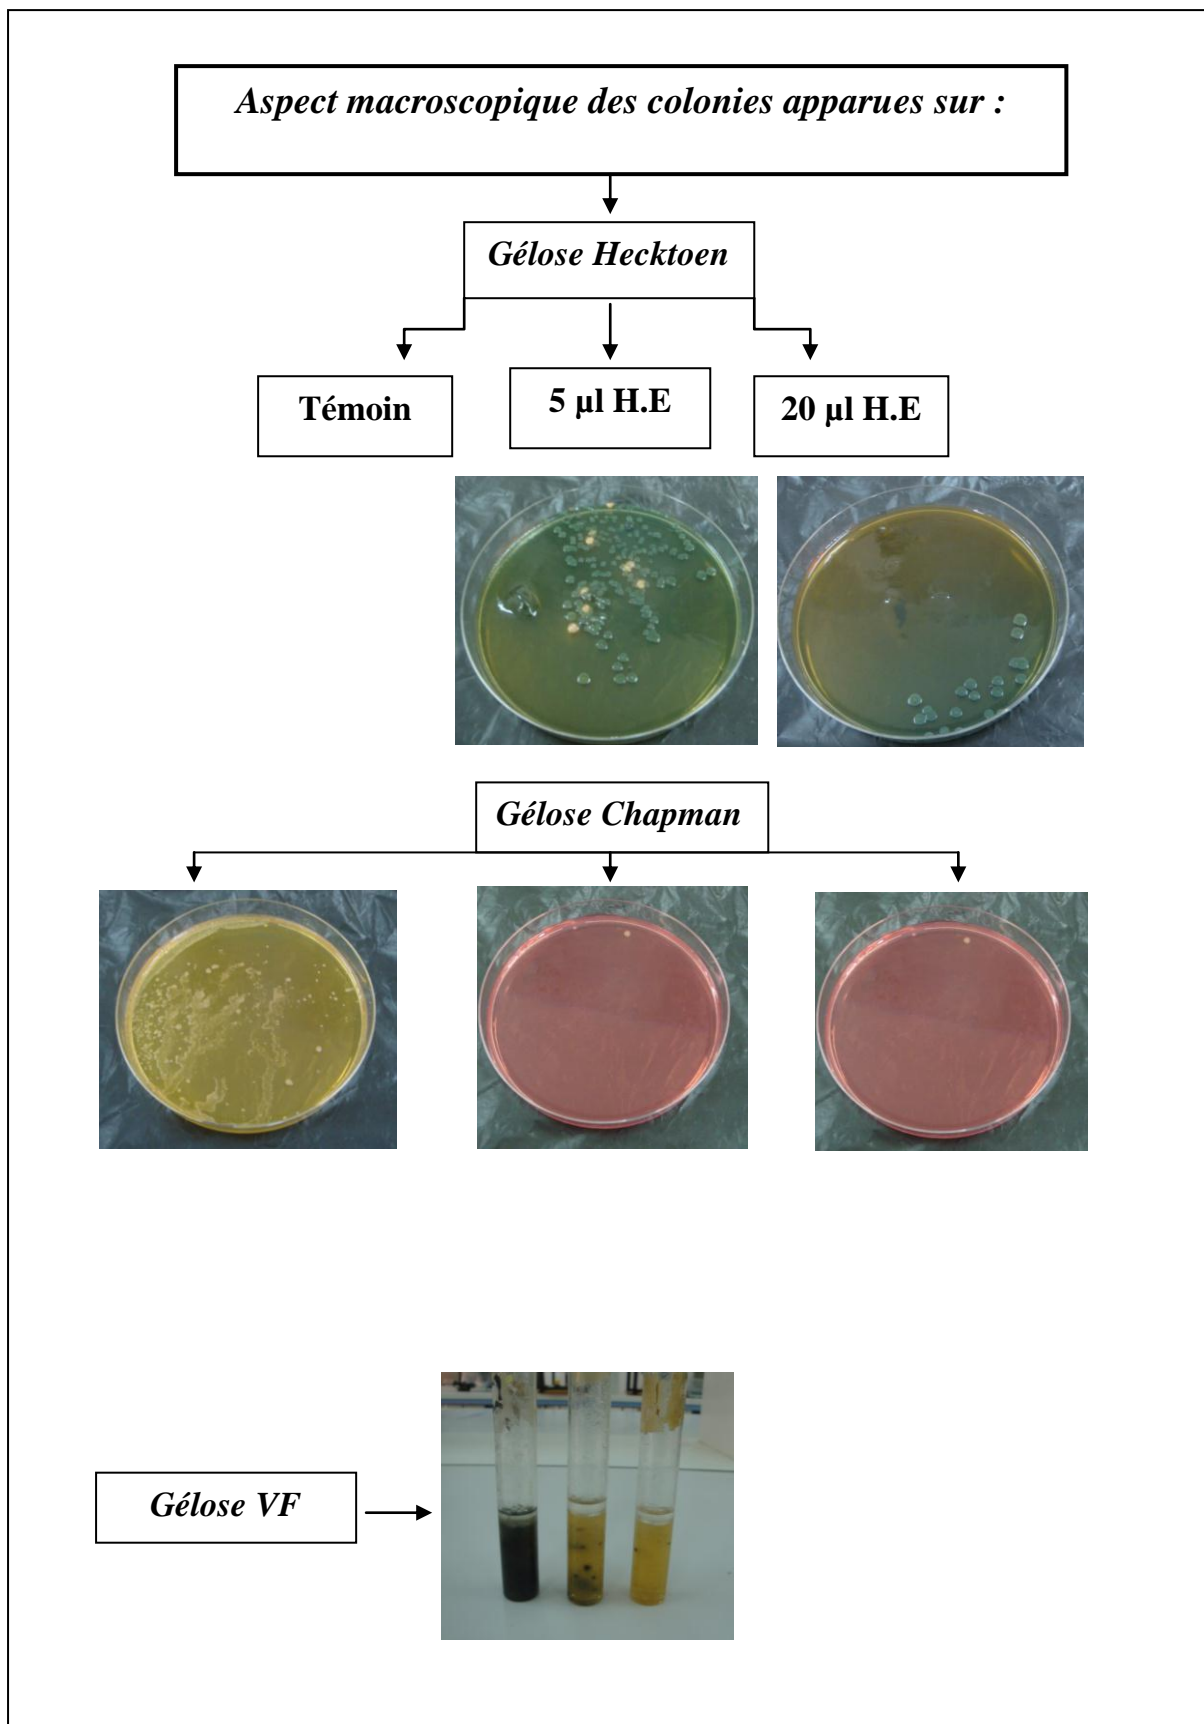 Aspect macroscopique des colonies apparues sur :
Gélose Hecktoen
Témoin
5 µl H.E
20 µl H.E
Gélose Chapman
Gélose VF